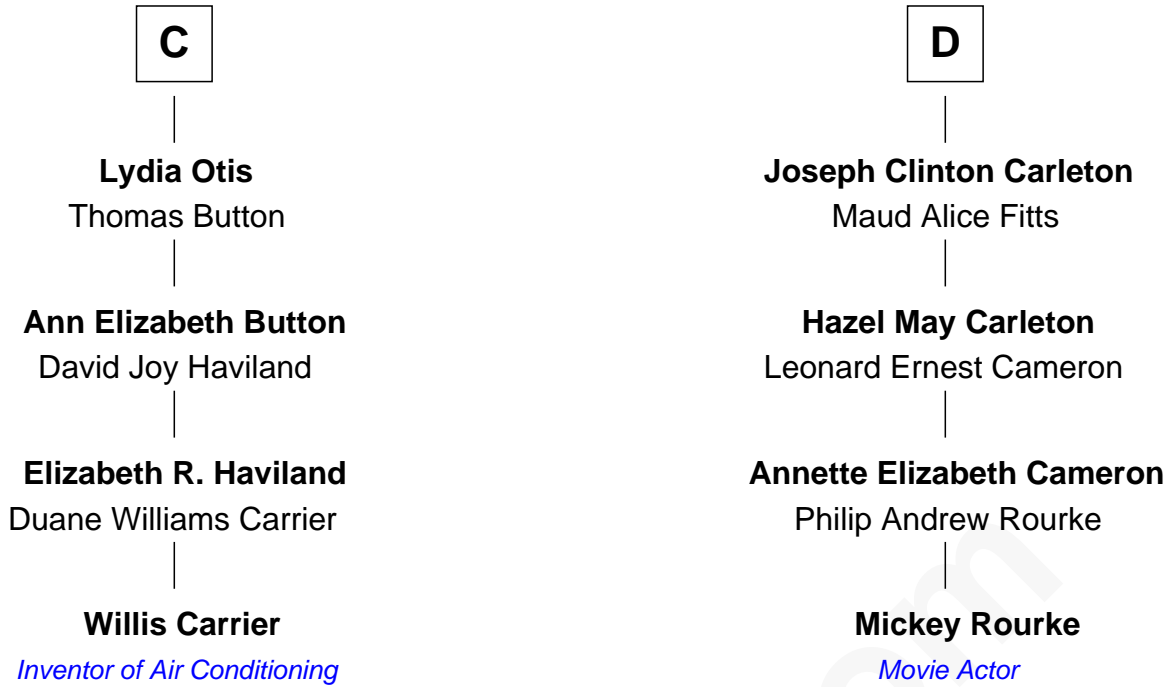 C
Lydia Otis
Thomas Button
Ann Elizabeth Button
David Joy Haviland
Elizabeth R. Haviland
Duane Williams Carrier
Willis Carrier
Inventor of Air Conditioning
D
Joseph Clinton Carleton
Maud Alice Fitts
Hazel May Carleton
Leonard Ernest Cameron
Annette Elizabeth Cameron
Philip Andrew Rourke
Mickey Rourke
Movie Actor